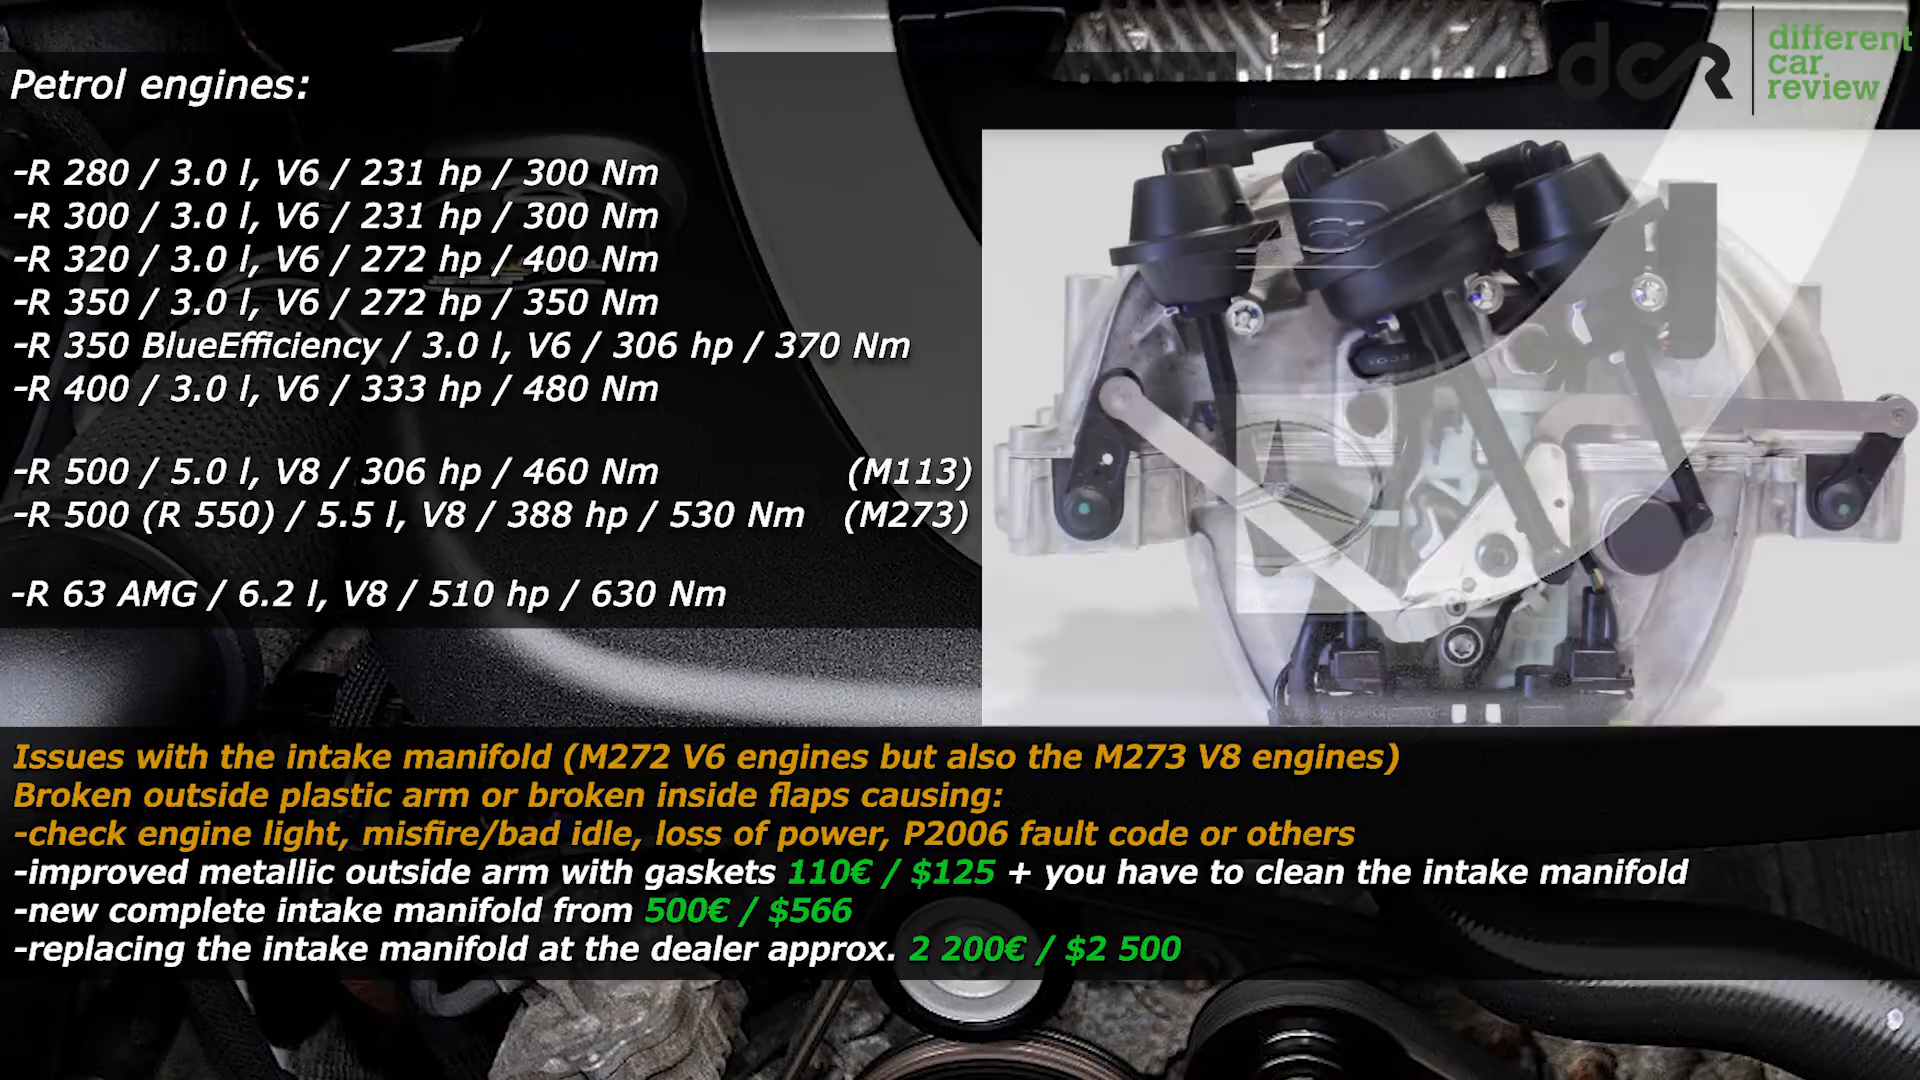 dcr
different
car
review
Petrol engines:
-R 280 / 3.0 l, V6 / 231 hp / 300 Nm
-R 300 / 3.0 l, V6 / 231 hp / 300 Nm
-R 320 / 3.0 l, V6 / 272 hp / 400 Nm
-R 350 / 3.0 l, V6 / 272 hp / 350 Nm
-R 350 BlueEfficiency / 3.0 l, V6 / 306 hp / 370 Nm
-R 400 / 3.0 l, V6 / 333 hp / 480 Nm
-R 500 / 5.0 l, V8 / 306 hp / 460 Nm (M113)
-R 500 (R 550) / 5.5 l, V8 / 388 hp / 530 Nm (M273)
-R 63 AMG / 6.2 l, V8 / 510 hp / 630 Nm
Issues with the intake manifold (M272 V6 engines but also the M273 V8 engines)
Broken outside plastic arm or broken inside flaps causing:
-check engine light, misfire/bad idle, loss of power, P2006 fault code or others
-improved metallic outside arm with gaskets 110€ / $125 + you have to clean the intake manifold
-new complete intake manifold from 500€ / $566
-replacing the intake manifold at the dealer approx. 2 200€ / $2 500